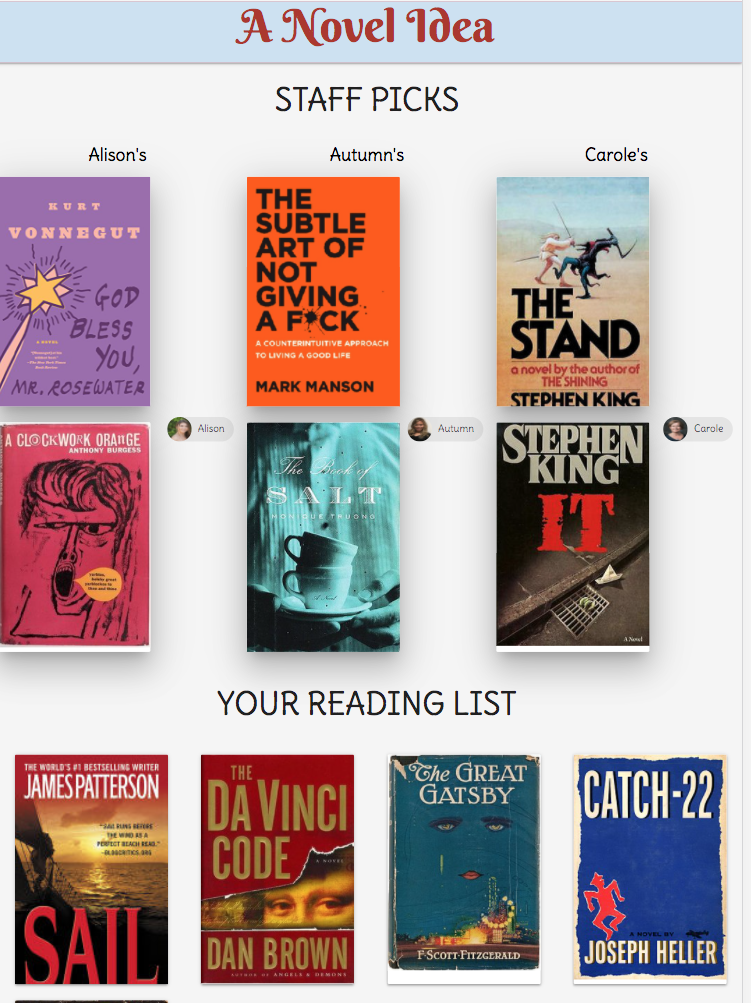 A Novel Idea
STAFF PICKS
Alison's
Autumn's
Carole's
KURT
VONNEGUT
GOD
BLESS
YOU,
MR. ROSEWATER
A NOVEL
THE
SUBTLE
ART OF
NOT
GIVING
A F*CK
A COUNTERINTUITIVE APPROACH
TO LIVING A GOOD LIFE
MARK MANSON
THE
STAND
a novel by the author of
THE SHINING
STEPHEN KING
Alison
Autumn
Carole
A CLOCKWORK ORANGE
ANTHONY BURGESS
The Book of
SALT
MONIQUE TRUONG
A Novel
STEPHEN
KING
IT
A Novel
YOUR READING LIST
THE WORLD'S #1 BESTSELLING WRITER
JAMES PATTERSON
"SAIL RUNS BEFORE
THE WIND AS A
PERFECT BEACH READ."
-BLOGCRITICS.ORG
SAIL
THE
DA VINCI
CODE
A NOVEL
DAN BROWN
AUTHOR OF ANGELS & DEMONS
The GREAT
GATSBY
F·SCOTT·FITZGERALD
CATCH-22
A NOVEL BY
JOSEPH HELLER